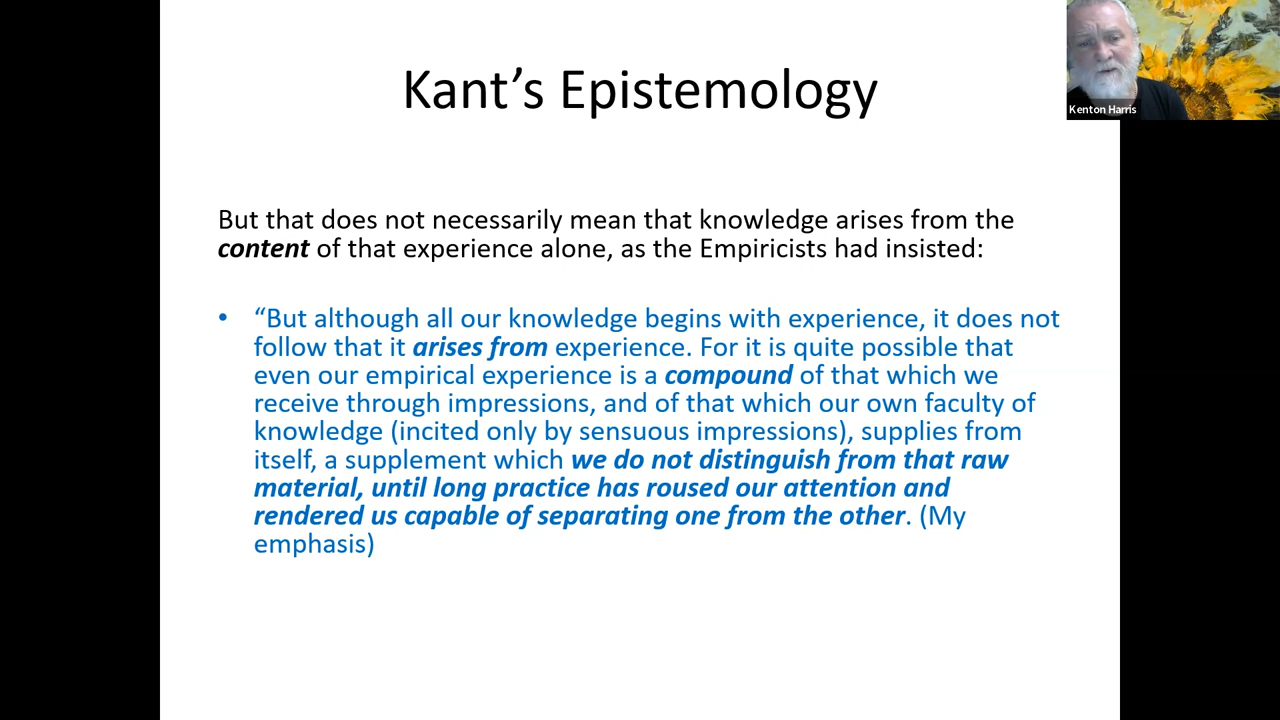 Kant’s Epistemology
Kenton Harris
But that does not necessarily mean that knowledge arises from the
content of that experience alone, as the Empiricists had insisted:
• “But although all our knowledge begins with experience, it does not
follow that it arises from experience. For it is quite possible that
even our empirical experience is a compound of that which we
receive through impressions, and of that which our own faculty of
knowledge (incited only by sensuous impressions), supplies from
itself, a supplement which we do not distinguish from that raw
material, until long practice has roused our attention and
rendered us capable of separating one from the other. (My
emphasis)